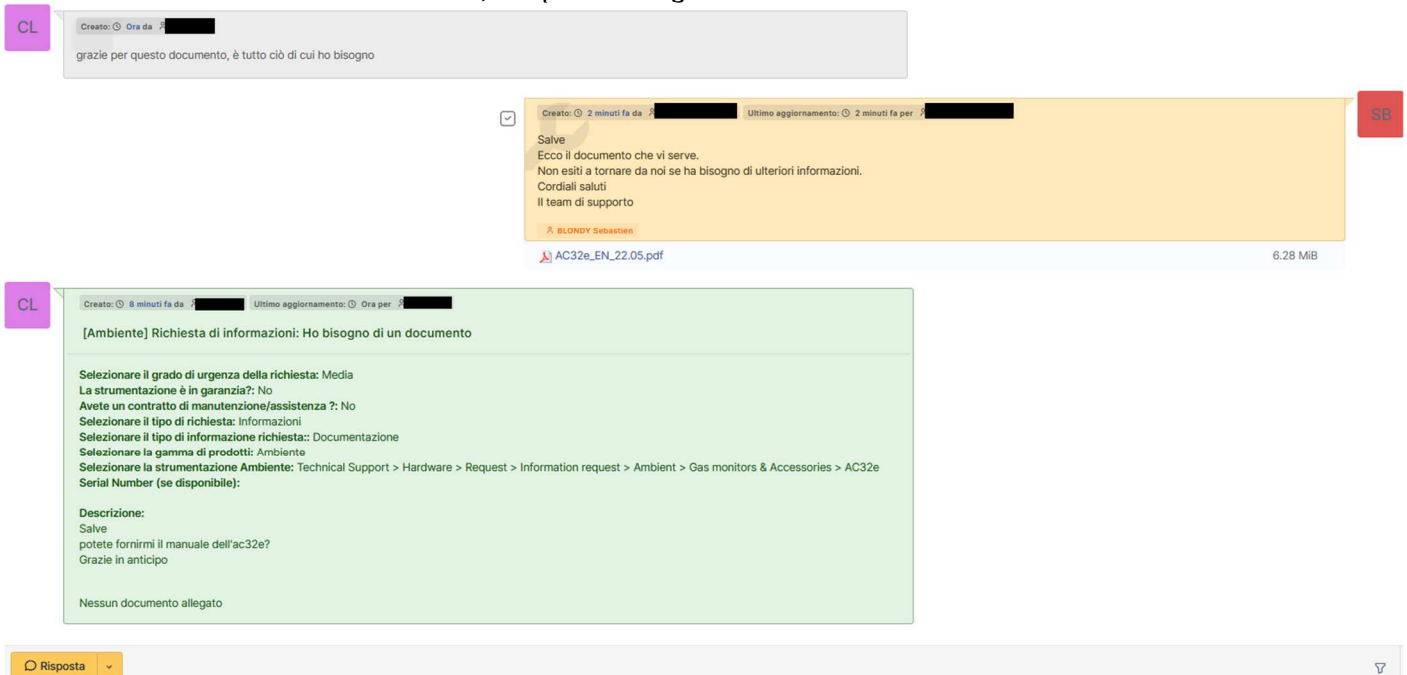 CL
Creato: Ora da
grazie per questo documento, è tutto ciò di cui ho bisogno
Creato: 2 minuti fa da Ultimo aggiornamento: 2 minuti fa per
SB
Salve
Ecco il documento che vi serve.
Non esiti a tornare da noi se ha bisogno di ulteriori informazioni.
Cordiali saluti
Il team di supporto
BLONDY Sebastien
AC32e_EN_22.05.pdf 6.28 MiB
CL
Creato: 8 minuti fa da Ultimo aggiornamento: Ora per
[Ambiente] Richiesta di informazioni: Ho bisogno di un documento
Selezionare il grado di urgenza della richiesta: Media
La strumentazione è in garanzia?: No
Avete un contratto di manutenzione/assistenza ?: No
Selezionare il tipo di richiesta: Informazioni
Selezionare il tipo di informazione richiesta:: Documentazione
Selezionare la gamma di prodotti: Ambiente
Selezionare la strumentazione Ambiente: Technical Support > Hardware > Request > Information request > Ambient > Gas monitors & Accessories > AC32e
Serial Number (se disponibile):
Descrizione:
Salve
potete fornirmi il manuale dell'ac32e?
Grazie in anticipo
Nessun documento allegato
Risposta